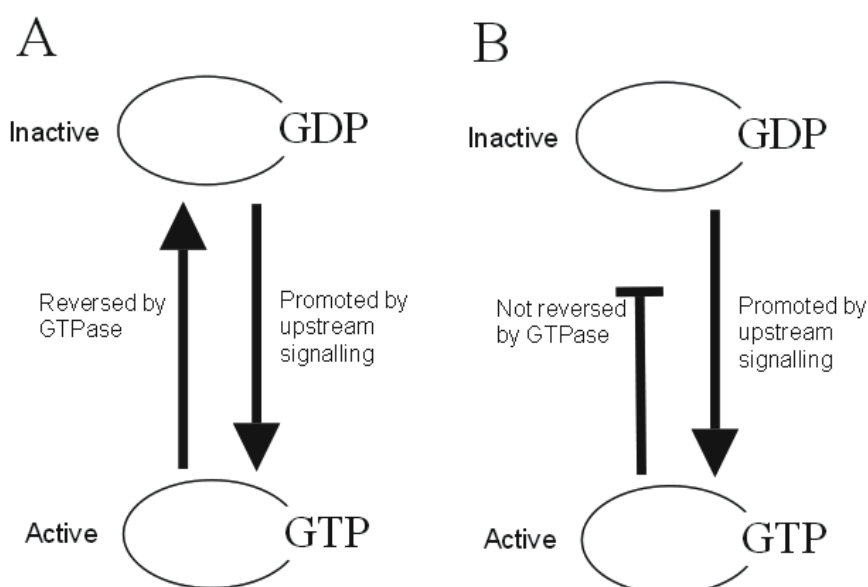 A
Inactive
GDP
Reversed by
GTPase
Promoted by
upstream
signalling
Active
GTP
B
Inactive
GDP
Not reversed
by GTPase
Promoted by
upstream
signalling
Active
GTP